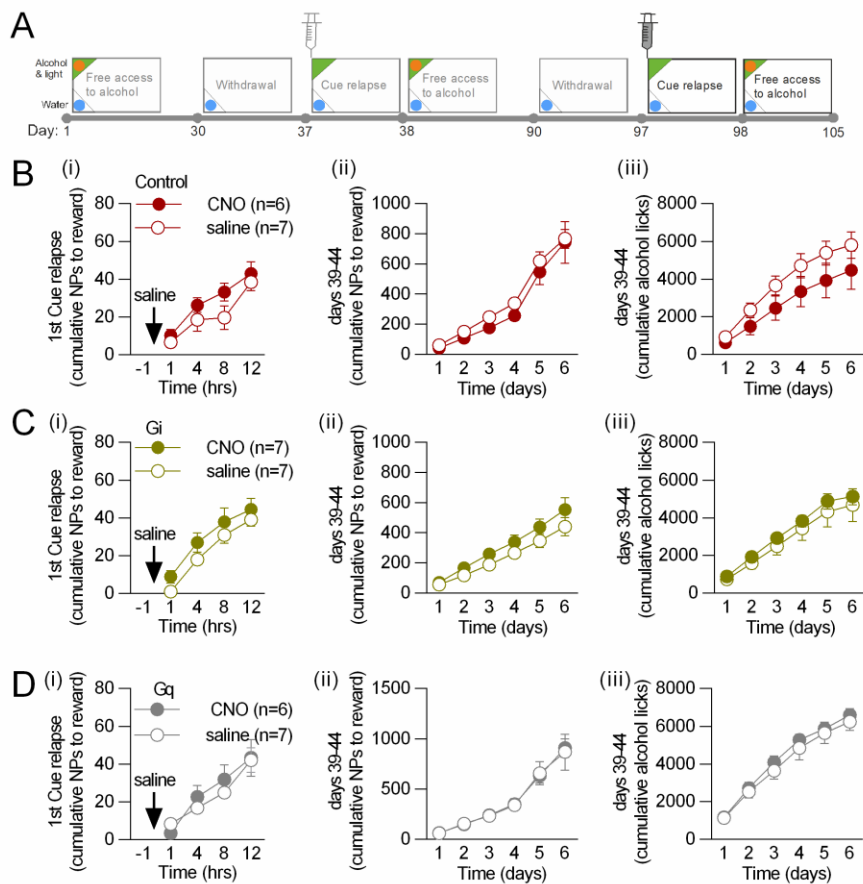 A
Alcohol
& light
Water
Free access
to alcohol
Withdrawal
Cue relapse
Free access
to alcohol
Withdrawal
Cue relapse
Free access
to alcohol
Day: 1 30 37 38 90 97 98 105
B
(i)
Control
CNO (n=6)
saline (n=7)
1st Cue relapse
(cumulative NPs to reward)
80
60
40
20
0
saline
-1 1 4 8 12
Time (hrs)
(ii)
days 39-44
(cumulative NPs to reward)
1000
800
600
400
200
0
1 2 3 4 5 6
Time (days)
(iii)
days 39-44
(cumulative alcohol licks)
8000
6000
4000
2000
0
1 2 3 4 5 6
Time (days)
C
(i)
Gi
CNO (n=7)
saline (n=7)
1st Cue relapse
(cumulative NPs to reward)
80
60
40
20
0
saline
-1 1 4 8 12
Time (hrs)
(ii)
days 39-44
(cumulative NPs to reward)
1000
800
600
400
200
0
1 2 3 4 5 6
Time (days)
(iii)
days 39-44
(cumulative alcohol licks)
8000
6000
4000
2000
0
1 2 3 4 5 6
Time (days)
D
(i)
Gq
CNO (n=6)
saline (n=7)
1st Cue relapse
(cumulative NPs to reward)
80
60
40
20
0
saline
-1 1 4 8 12
Time (hrs)
(ii)
days 39-44
(cumulative NPs to reward)
1500
1000
500
0
1 2 3 4 5 6
Time (days)
(iii)
days 39-44
(cumulative alcohol licks)
8000
6000
4000
2000
0
1 2 3 4 5 6
Time (days)